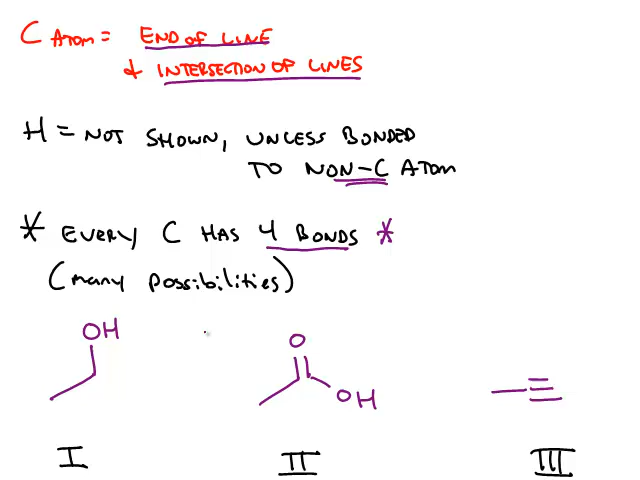 C ATOM = END OF LINE
& INTERSECTION OF LINES
H = NOT SHOWN, UNLESS BONDED
TO NON-C ATOM
* EVERY C HAS 4 BONDS *
(many possibilities)
OH
O
OH
I
II
III